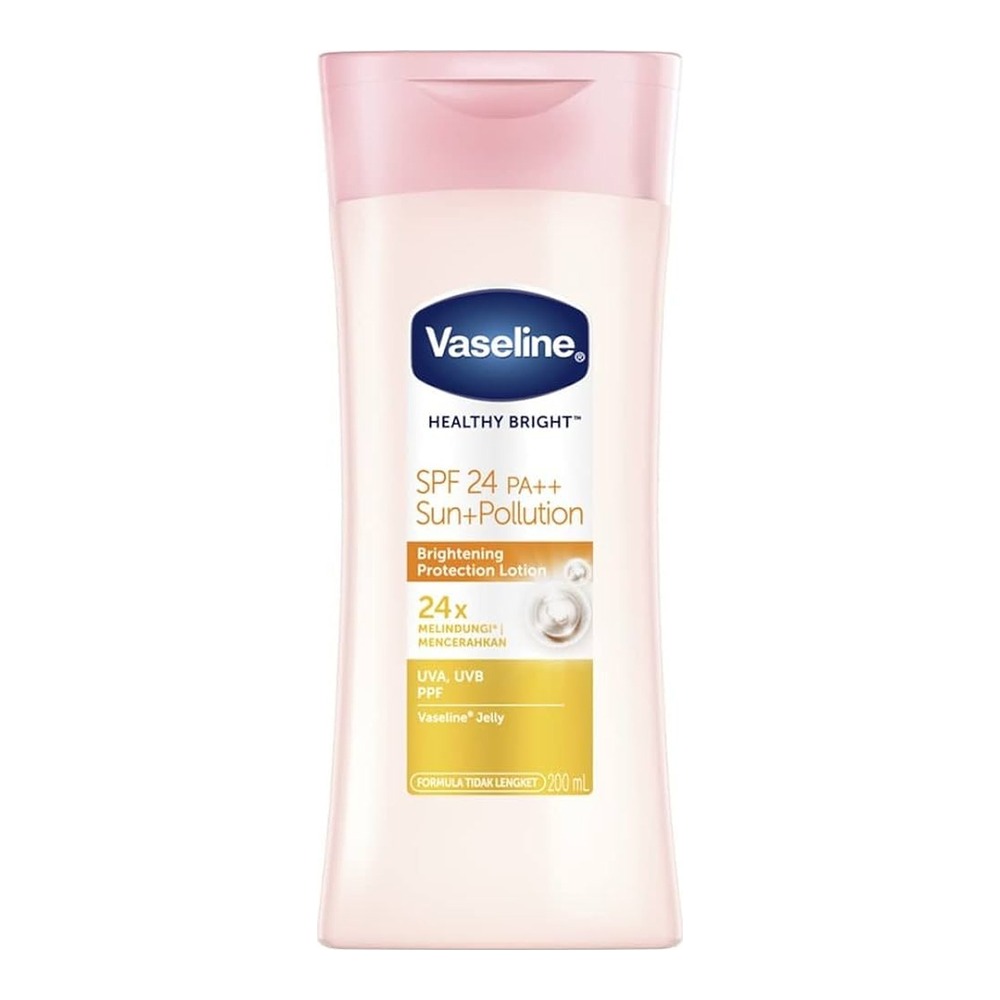 Vaseline®
HEALTHY BRIGHT™
SPF 24 PA++
Sun+Pollution
Brightening
Protection Lotion
24x
MELINDUNGI* |
MENCERAHKAN
UVA, UVB
PPF
Vaseline® Jelly
FORMULA TIDAK LENGKET 200 mL